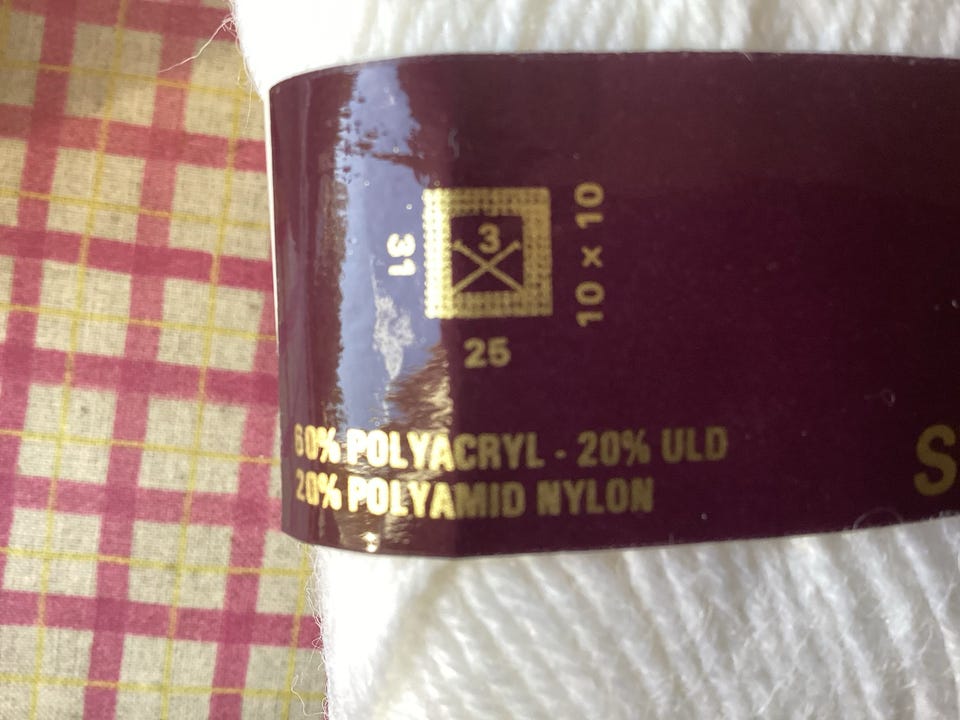 3
31
10 × 10
25
60% POLYACRYL - 20% ULD
20% POLYAMID NYLON
S